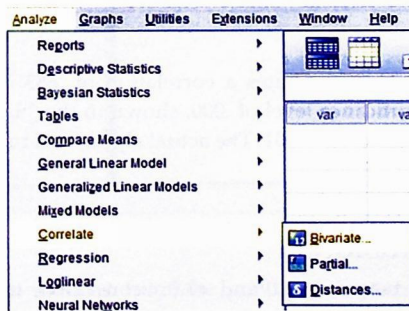 Analyze Graphs Utilities Extensions Window Help
Reports
Descriptive Statistics
Bayesian Statistics
Tables
var
Compare Means
General Linear Model
Generalized Linear Models
Mixed Models
Correlate
Bivariate...
Regression
Partial...
Loglinear
Distances...
Neural Networks